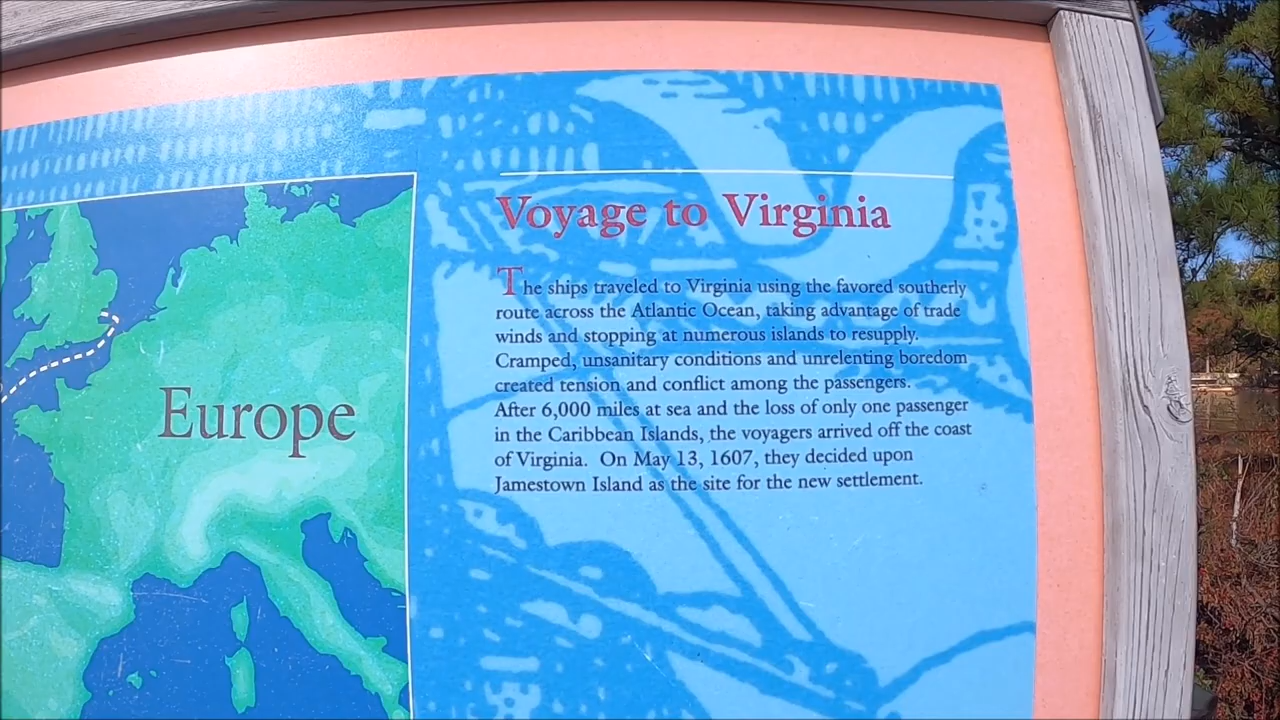 Europe
Voyage to Virginia
The ships traveled to Virginia using the favored southerly
route across the Atlantic Ocean, taking advantage of trade
winds and stopping at numerous islands to resupply.
Cramped, unsanitary conditions and unrelenting boredom
created tension and conflict among the passengers.
After 6,000 miles at sea and the loss of only one passenger
in the Caribbean Islands, the voyagers arrived off the coast
of Virginia.  On May 13, 1607, they decided upon
Jamestown Island as the site for the new settlement.